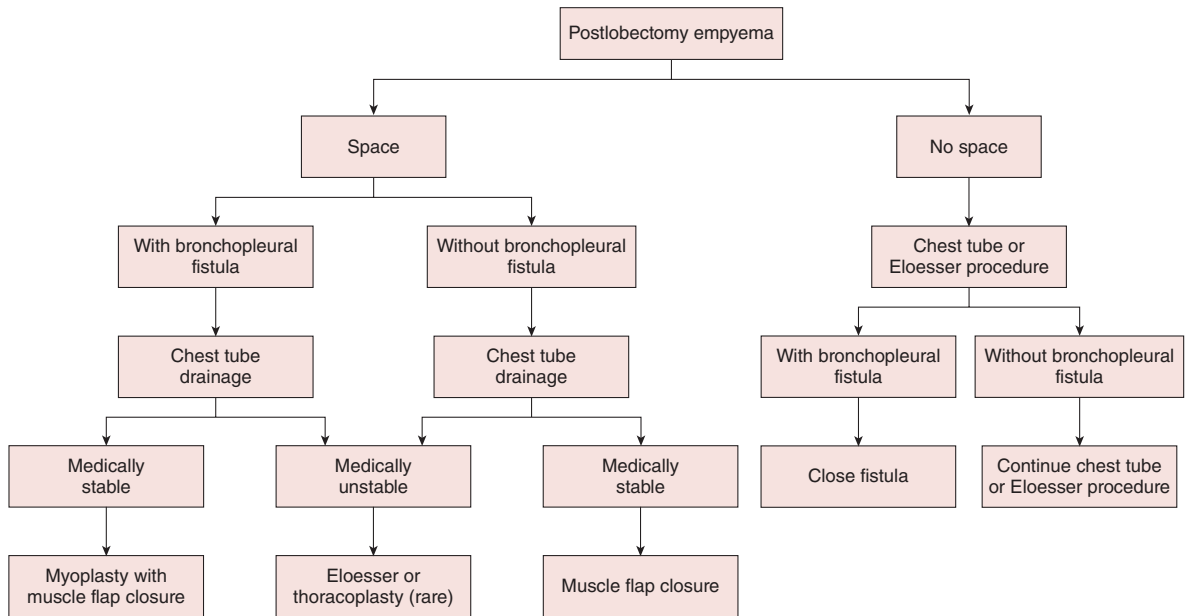 Postlobectomy empyema
Space
No space
With bronchopleural
fistula
Without bronchopleural
fistula
Chest tube or
Eloesser procedure
Chest tube
drainage
Chest tube
drainage
With bronchopleural
fistula
Without bronchopleural
fistula
Medically
stable
Medically
unstable
Medically
stable
Close fistula
Continue chest tube
or Eloesser procedure
Myoplasty with
muscle flap closure
Eloesser or
thoracoplasty (rare)
Muscle flap closure